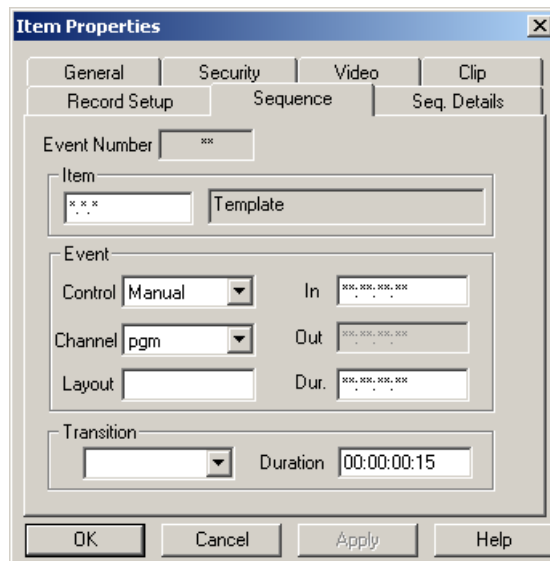 Item Properties
General Security Video Clip
Record Setup Sequence Seq. Details
Event Number **
Item
*.*.* Template
Event
Control Manual In **:**:**:**
Channel pgm Out **:**:**:**
Layout Dur. **:**:**:**
Transition
Duration 00:00:00:15
OK Cancel Apply Help